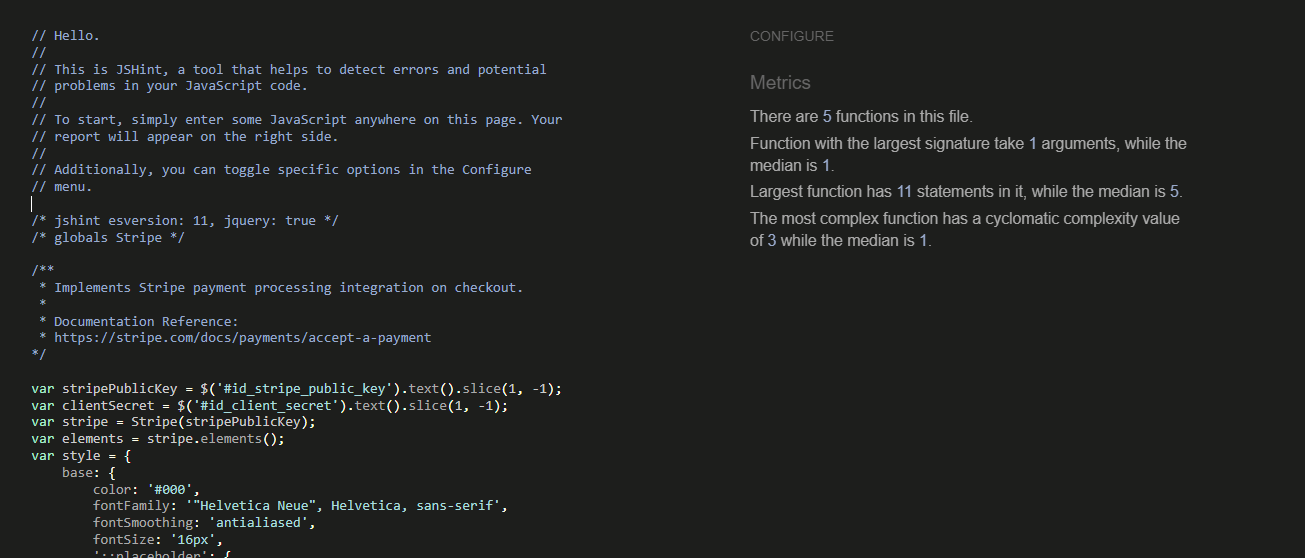 // Hello.
//
// This is JSHint, a tool that helps to detect errors and potential
// problems in your JavaScript code.
//
// To start, simply enter some JavaScript anywhere on this page. Your
// report will appear on the right side.
//
// Additionally, you can toggle specific options in the Configure
// menu.
/* jshint esversion: 11, jquery: true */
/* globals Stripe */
/**
* Implements Stripe payment processing integration on checkout.
*
* Documentation Reference:
* https://stripe.com/docs/payments/accept-a-payment
*/
var stripePublicKey = $('#id_stripe_public_key').text().slice(1, -1);
var clientSecret = $('#id_client_secret').text().slice(1, -1);
var stripe = Stripe(stripePublicKey);
var elements = stripe.elements();
var style = {
base: {
color: '#000',
fontFamily: '"Helvetica Neue", Helvetica, sans-serif',
fontSmoothing: 'antialiased',
fontSize: '16px',
'::placeholder': {
CONFIGURE
Metrics
There are 5 functions in this file.
Function with the largest signature take 1 arguments, while the
median is 1.
Largest function has 11 statements in it, while the median is 5.
The most complex function has a cyclomatic complexity value
of 3 while the median is 1.